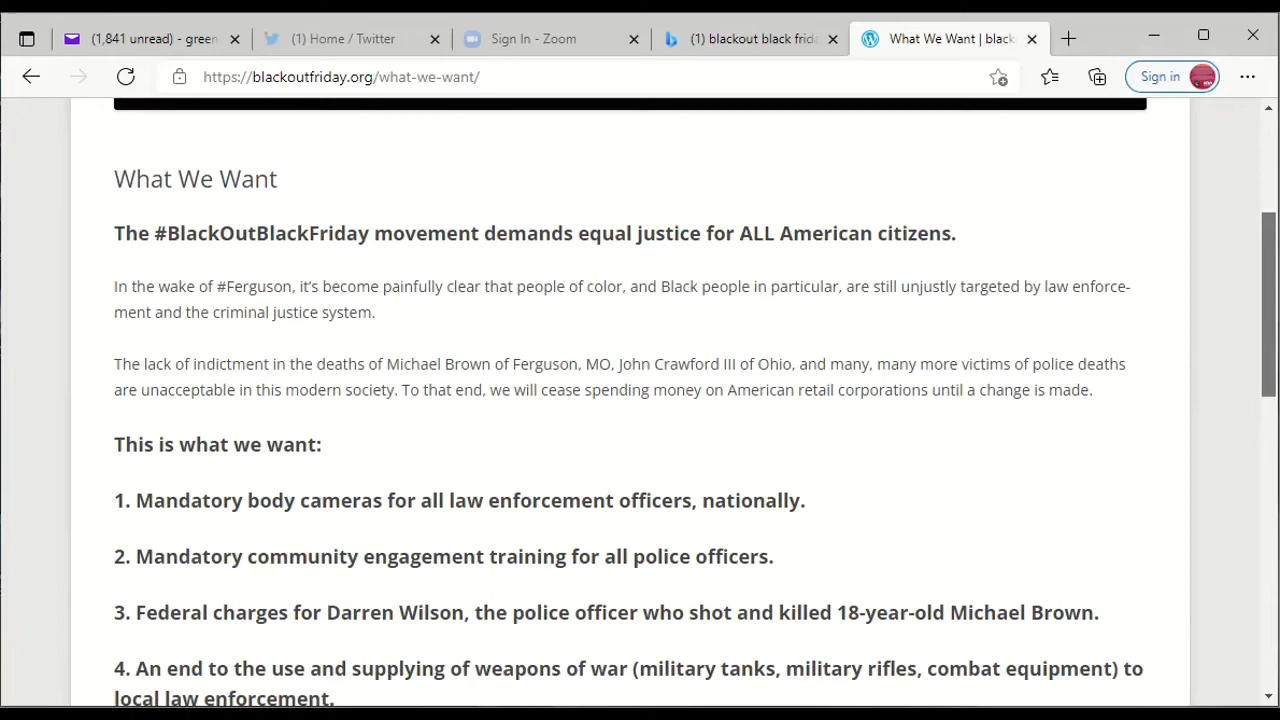 (1,841 unread) - green
(1) Home / Twitter
Sign In - Zoom
(1) blackout black frid
What We Want | black
https://blackoutfriday.org/what-we-want/
Sign in
What We Want
The #BlackOutBlackFriday movement demands equal justice for ALL American citizens.
In the wake of #Ferguson, it's become painfully clear that people of color, and Black people in particular, are still unjustly targeted by law enforce-
ment and the criminal justice system.
The lack of indictment in the deaths of Michael Brown of Ferguson, MO, John Crawford III of Ohio, and many, many more victims of police deaths
are unacceptable in this modern society. To that end, we will cease spending money on American retail corporations until a change is made.
This is what we want:
1. Mandatory body cameras for all law enforcement officers, nationally.
2. Mandatory community engagement training for all police officers.
3. Federal charges for Darren Wilson, the police officer who shot and killed 18-year-old Michael Brown.
4. An end to the use and supplying of weapons of war (military tanks, military rifles, combat equipment) to
local law enforcement.